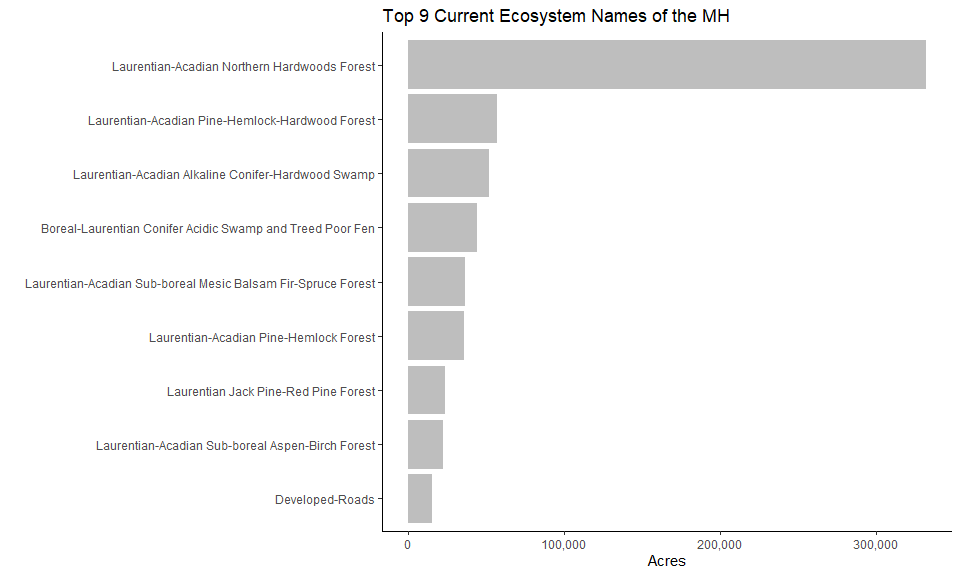 Top 9 Current Ecosystem Names of the MH
Laurentian-Acadian Northern Hardwoods Forest
Laurentian-Acadian Pine-Hemlock-Hardwood Forest
Laurentian-Acadian Alkaline Conifer-Hardwood Swamp
Boreal-Laurentian Conifer Acidic Swamp and Treed Poor Fen
Laurentian-Acadian Sub-boreal Mesic Balsam Fir-Spruce Forest
Laurentian-Acadian Pine-Hemlock Forest
Laurentian Jack Pine-Red Pine Forest
Laurentian-Acadian Sub-boreal Aspen-Birch Forest
Developed-Roads
0 100,000 200,000 300,000
Acres